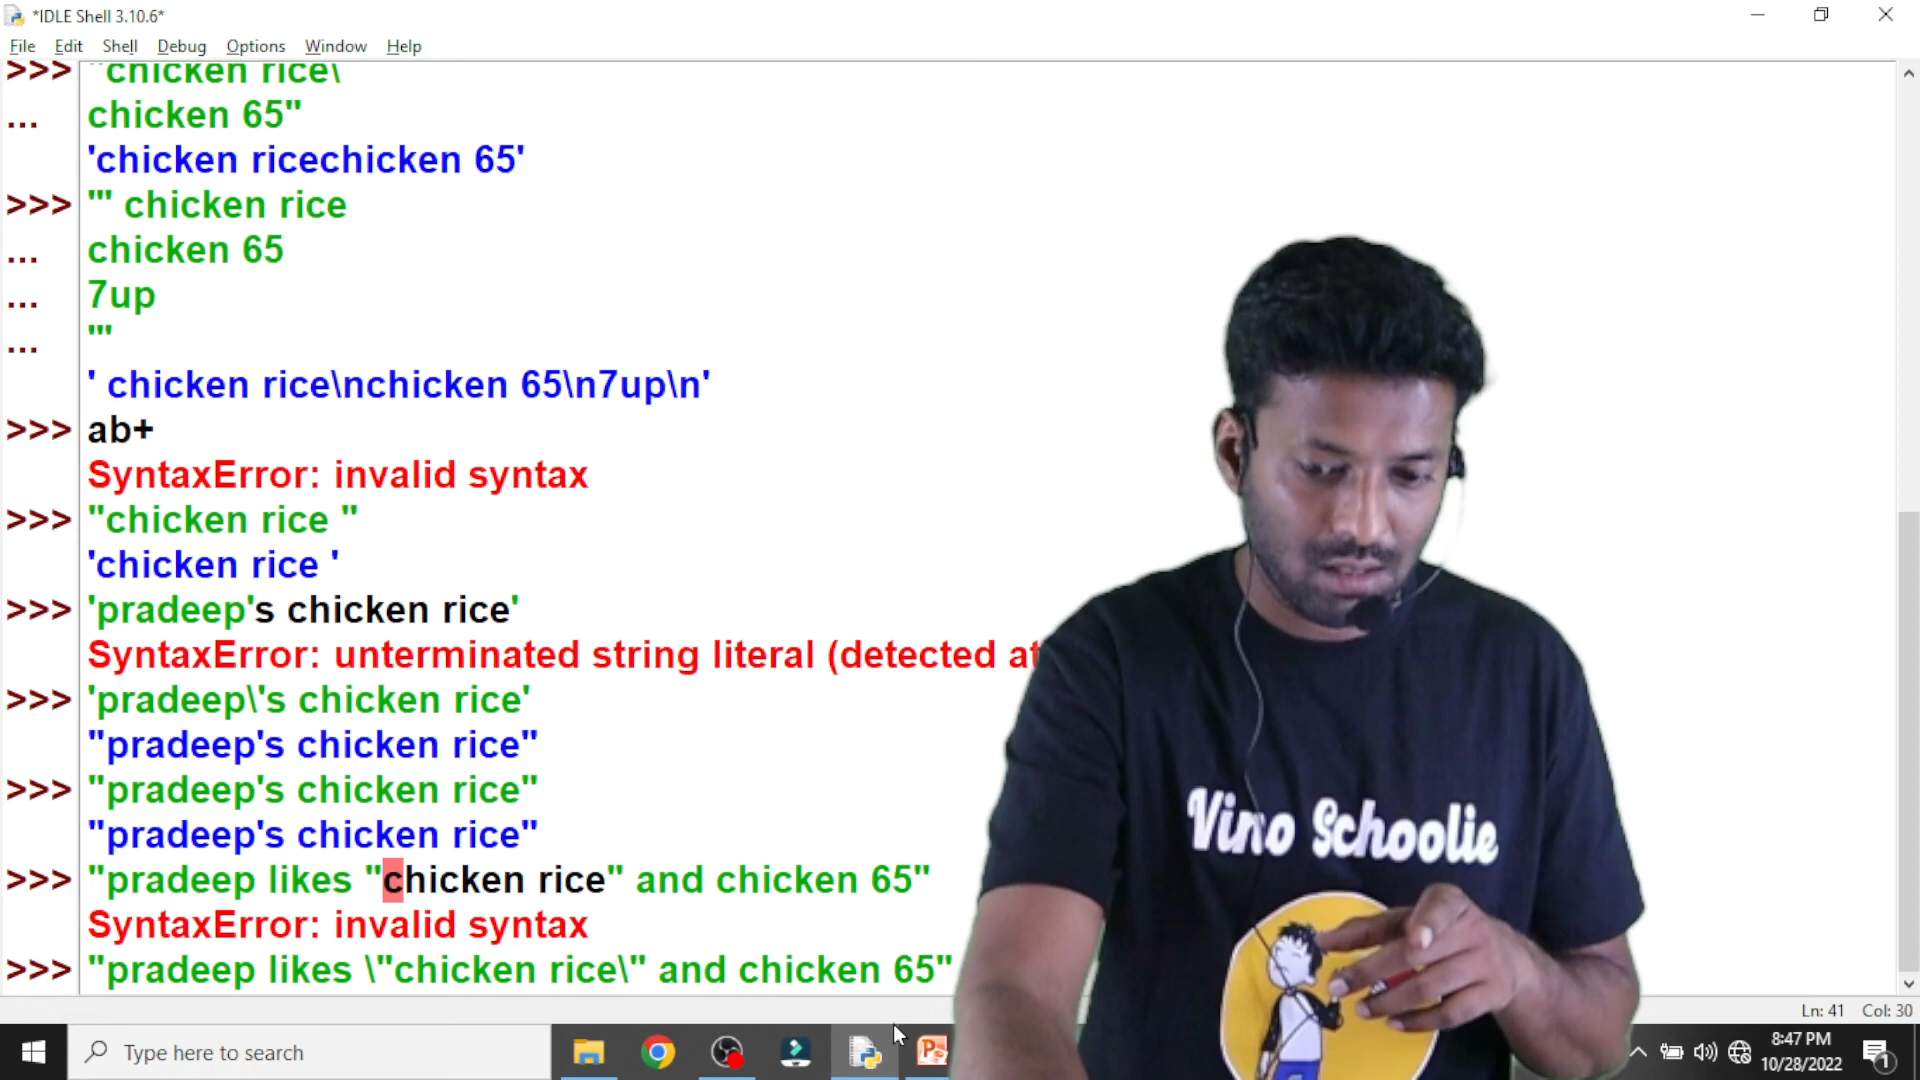 *IDLE Shell 3.10.6*
File Edit Shell Debug Options Window Help
>>> "chicken rice\
... chicken 65"
'chicken ricechicken 65'
>>> ''' chicken rice
... chicken 65
... 7up
... '''
' chicken rice\nchicken 65\n7up\n'
>>> ab+
SyntaxError: invalid syntax
>>> "chicken rice "
'chicken rice '
>>> 'pradeep's chicken rice'
SyntaxError: unterminated string literal (detected at
>>> 'pradeep\'s chicken rice'
"pradeep's chicken rice"
>>> "pradeep's chicken rice"
"pradeep's chicken rice"
>>> "pradeep likes "chicken rice" and chicken 65"
SyntaxError: invalid syntax
>>> "pradeep likes \"chicken rice\" and chicken 65"
Vino Schoolie
Ln: 41 Col: 30
Type here to search
8:47 PM
10/28/2022
1